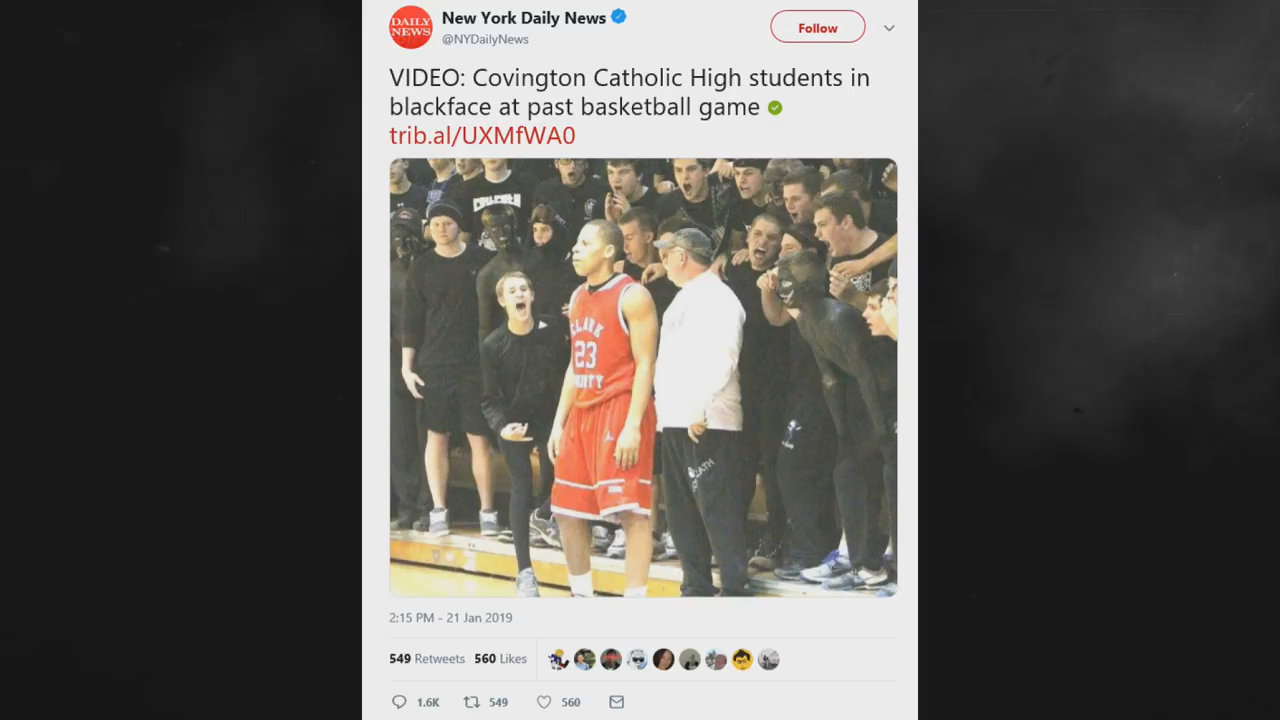 DAILY
NEWS
New York Daily News
@NYDailyNews
Follow
VIDEO: Covington Catholic High students in
blackface at past basketball game
trib.al/UXMfWA0
CLARK
23
2:15 PM - 21 Jan 2019
549 Retweets 560 Likes
1.6K 549 560